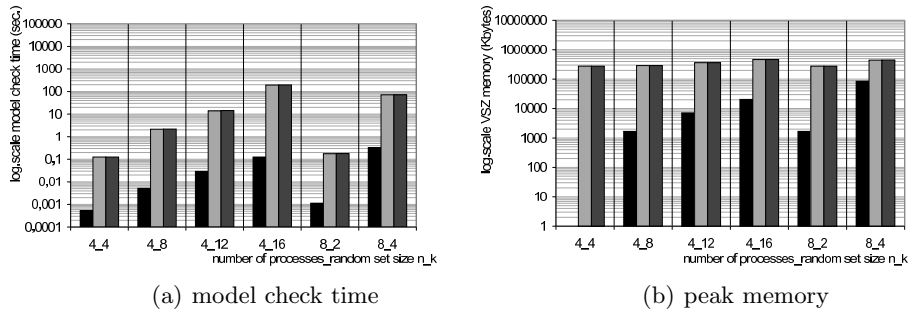 log.scale model check time (sec.)
100000
10000
1000
100
10
1
0,1
0,01
0,001
0,0001
4_4 4_8 4_12 4_16 8_2 8_4
number of processes_random set size n_k
(a) model check time
log.scale VSZ memory (Kbytes)
10000000
1000000
100000
10000
1000
100
10
1
4_4 4_8 4_12 4_16 8_2 8_4
number of processes_random set size n_k
(b) peak memory